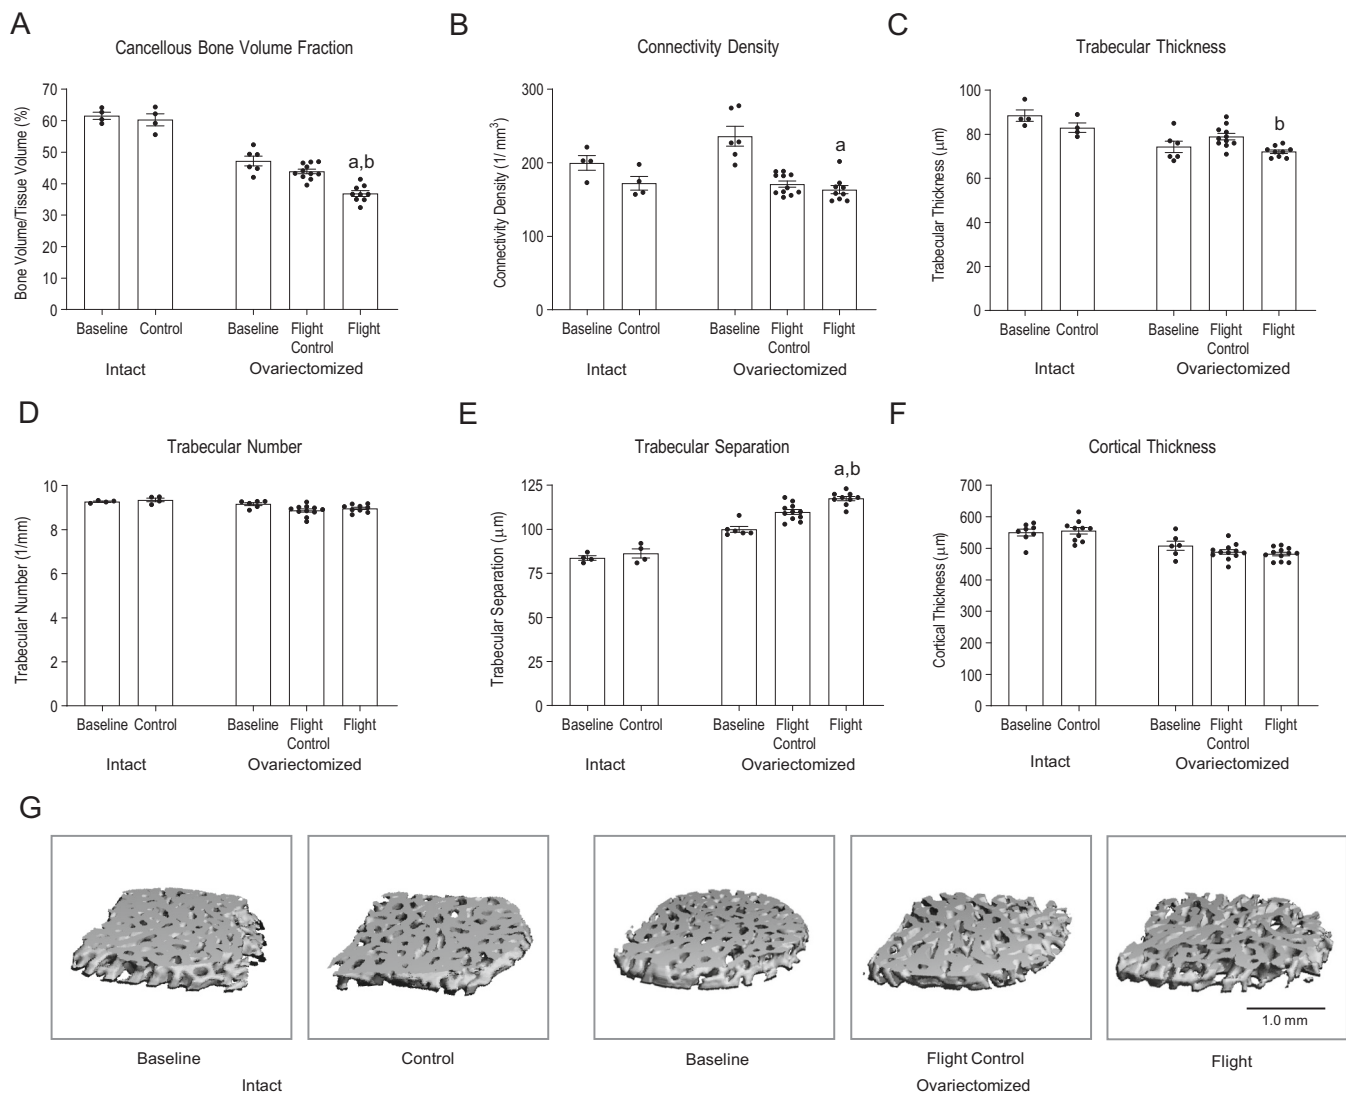 A
Cancellous Bone Volume Fraction
Bone Volume/Tissue Volume (%)
70
60
50
40
30
20
10
0
a,b
Baseline Control Baseline Flight Control Flight
Intact Ovariectomized
B
Connectivity Density
Connectivity Density (1/ mm³)
300
200
100
0
a
Baseline Control Baseline Flight Control Flight
Intact Ovariectomized
C
Trabecular Thickness
Trabecular Thickness (μm)
100
80
60
40
20
0
b
Baseline Control Baseline Flight Control Flight
Intact Ovariectomized
D
Trabecular Number
Trabecular Number (1/mm)
10
8
6
4
2
0
Baseline Control Baseline Flight Control Flight
Intact Ovariectomized
E
Trabecular Separation
Trabecular Separation (μm)
125
100
75
50
25
0
a,b
Baseline Control Baseline Flight Control Flight
Intact Ovariectomized
F
Cortical Thickness
Cortical Thickness (μm)
700
600
500
400
300
200
100
0
Baseline Control Baseline Flight Control Flight
Intact Ovariectomized
G
1.0 mm
Baseline Control Baseline Flight Control Flight
Intact Ovariectomized